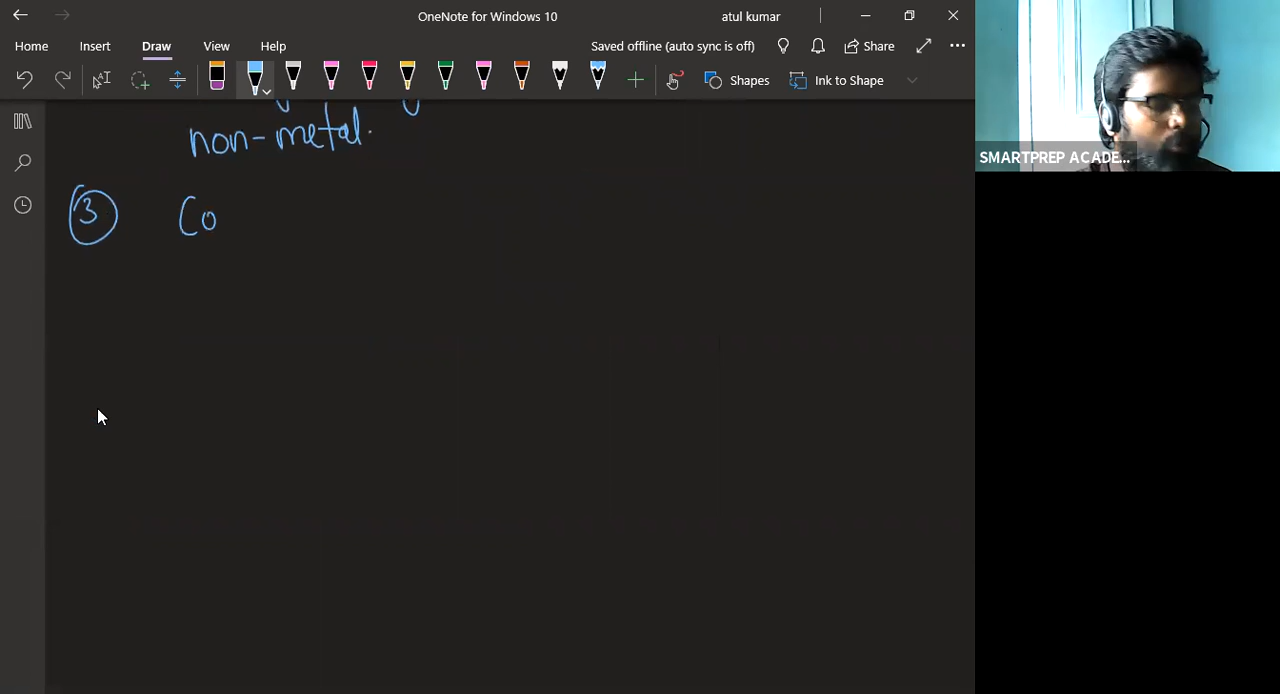 OneNote for Windows 10
atul kumar
Home Insert Draw View Help
Saved offline (auto sync is off)
Share
Shapes
Ink to Shape
non-metal.
3 Co
SMARTPREP ACADE...